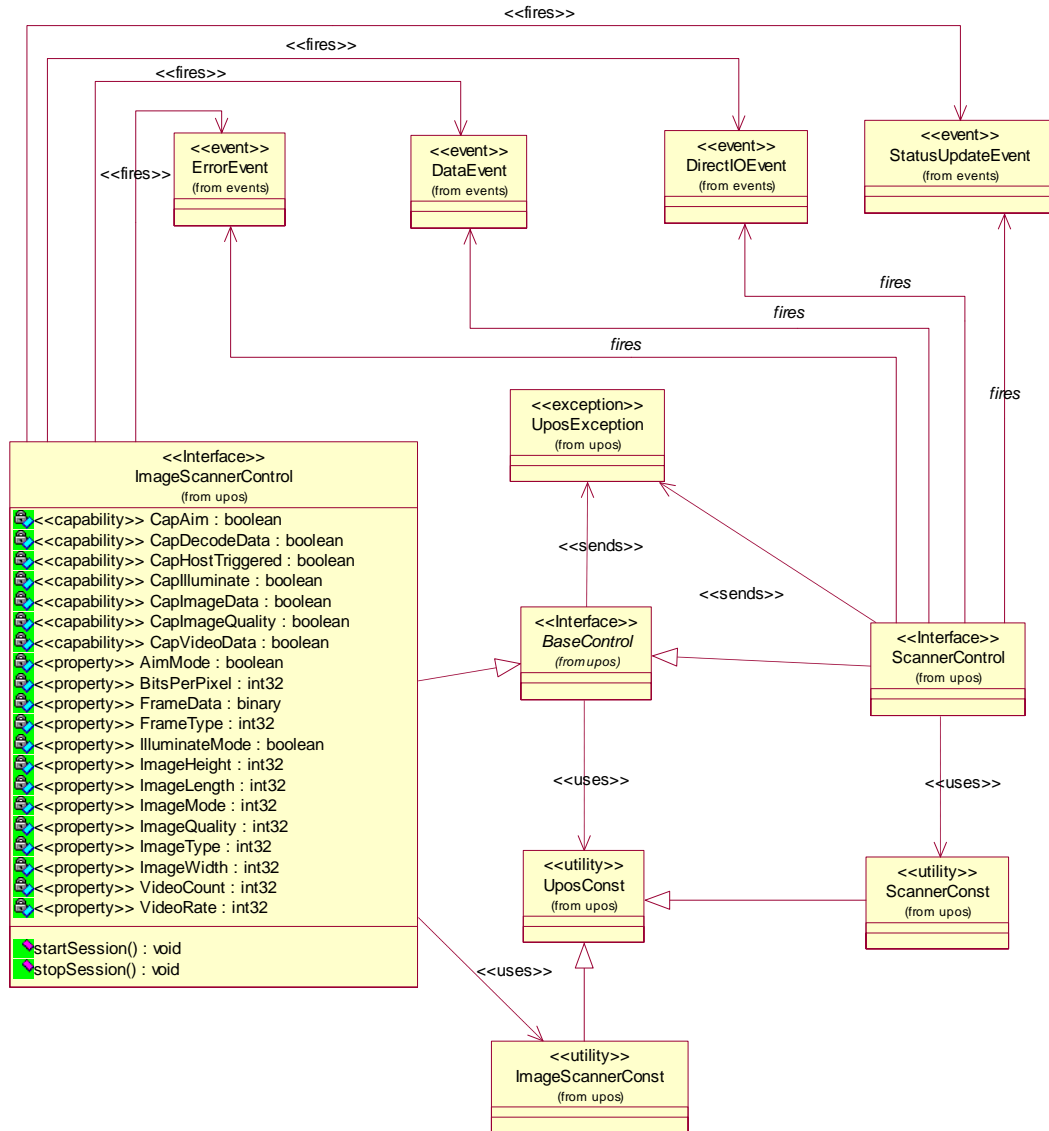 <<fires>>
<<fires>>
<<fires>>
<<fires>>
<<event>>
ErrorEvent
(from events)
<<event>>
DataEvent
(from events)
<<event>>
DirectIOEvent
(from events)
<<event>>
StatusUpdateEvent
(from events)
fires
fires
fires
fires
<<exception>>
UposException
(from upos)
<<Interface>>
ImageScannerControl
(from upos)
<<capability>> CapAim : boolean
<<capability>> CapDecodeData : boolean
<<capability>> CapHostTriggered : boolean
<<capability>> CapIlluminate : boolean
<<capability>> CapImageData : boolean
<<capability>> CapImageQuality : boolean
<<capability>> CapVideoData : boolean
<<property>> AimMode : boolean
<<property>> BitsPerPixel : int32
<<property>> FrameData : binary
<<property>> FrameType : int32
<<property>> IlluminateMode : boolean
<<property>> ImageHeight : int32
<<property>> ImageLength : int32
<<property>> ImageMode : int32
<<property>> ImageQuality : int32
<<property>> ImageType : int32
<<property>> ImageWidth : int32
<<property>> VideoCount : int32
<<property>> VideoRate : int32
startSession() : void
stopSession() : void
<<sends>>
<<sends>>
<<Interface>>
BaseControl
(from upos)
<<Interface>>
ScannerControl
(from upos)
<<uses>>
<<uses>>
<<utility>>
UposConst
(from upos)
<<utility>>
ScannerConst
(from upos)
<<uses>>
<<utility>>
ImageScannerConst
(from upos)